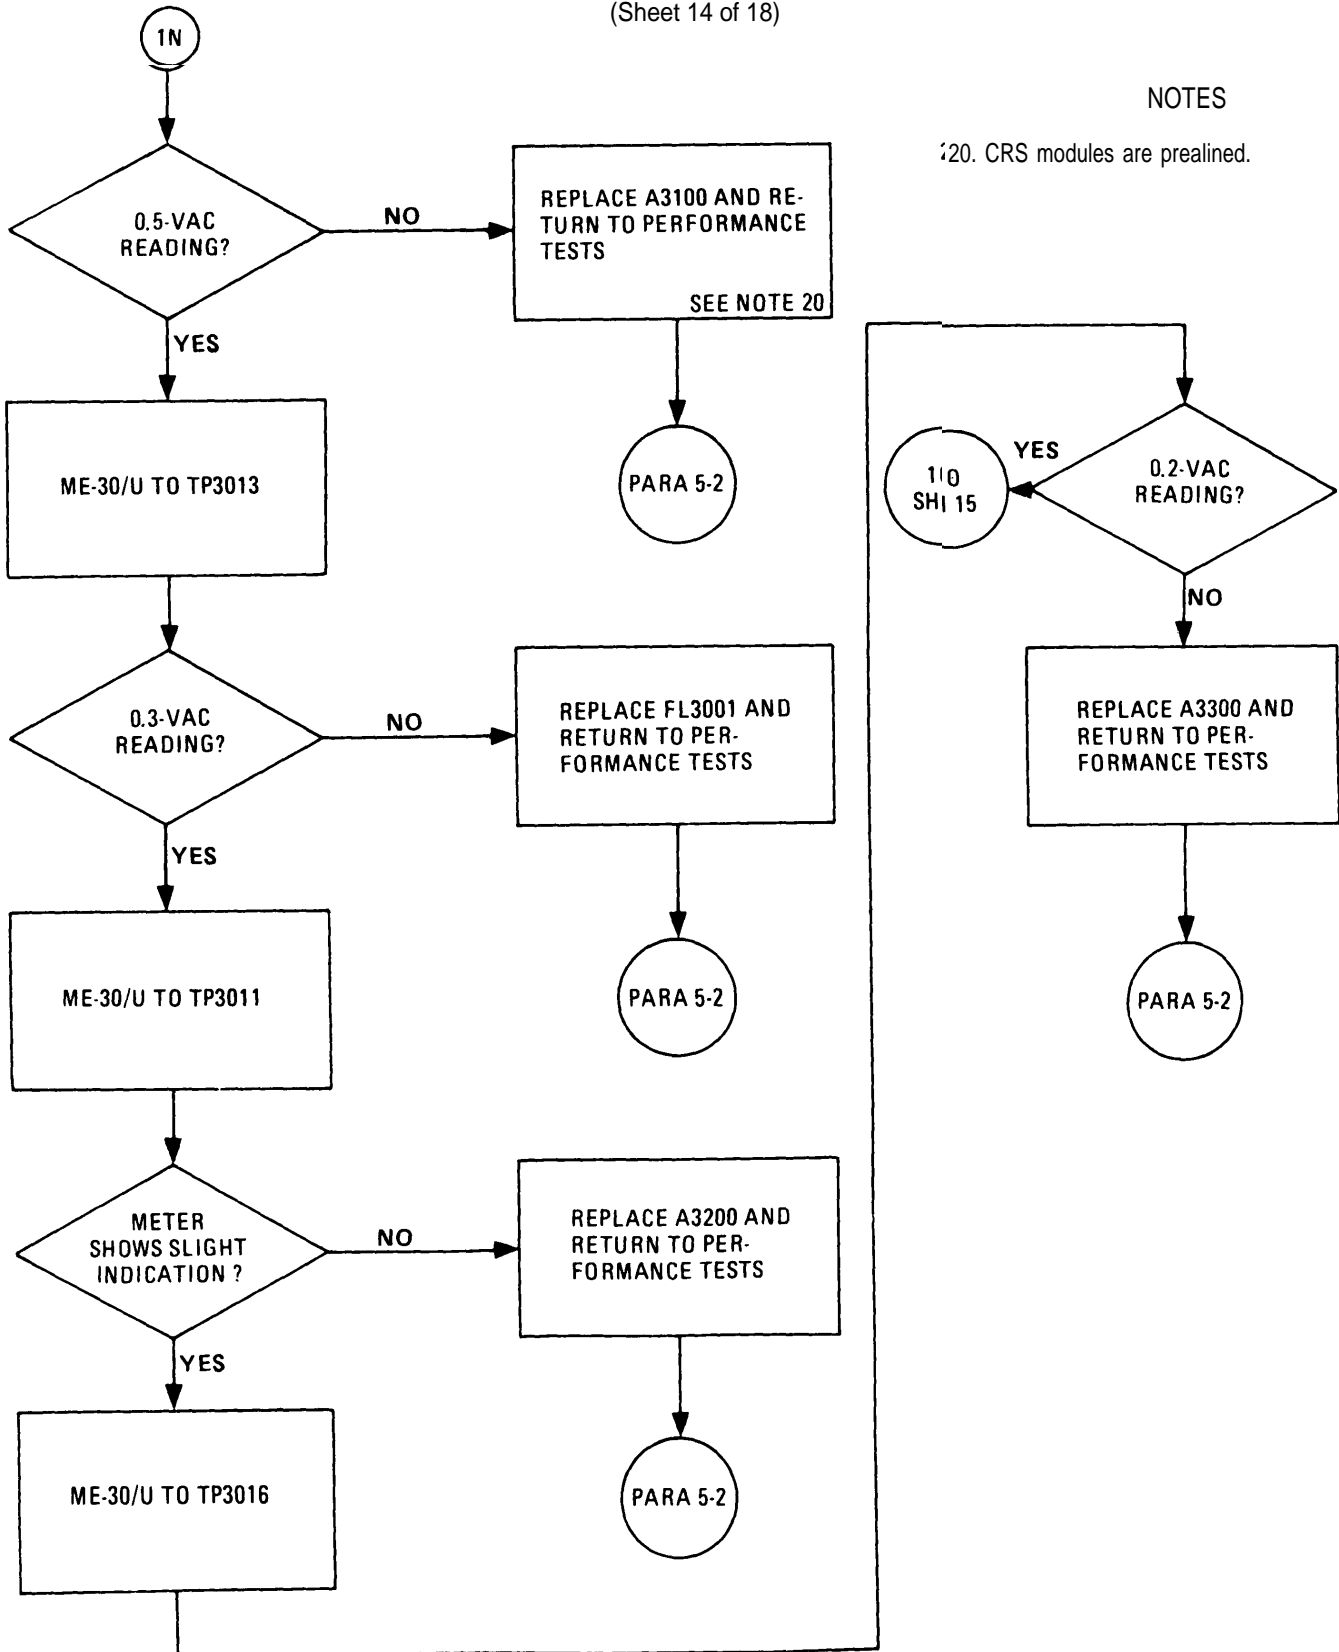 (Sheet 14 of 18)
1N
NOTES
20. CRS modules are prealined.
0.5-VAC
READING?
NO
REPLACE A3100 AND RE-
TURN TO PERFORMANCE
TESTS
SEE NOTE 20
YES
PARA 5-2
ME-30/U TO TP3013
0.3-VAC
READING?
NO
REPLACE FL3001 AND
RETURN TO PER-
FORMANCE TESTS
YES
PARA 5-2
ME-30/U TO TP3011
METER
SHOWS SLIGHT
INDICATION ?
NO
REPLACE A3200 AND
RETURN TO PER-
FORMANCE TESTS
YES
PARA 5-2
ME-30/U TO TP3016
0.2-VAC
READING?
YES
15
NO
REPLACE A3300 AND
RETURN TO PER-
FORMANCE TESTS
PARA 5-2